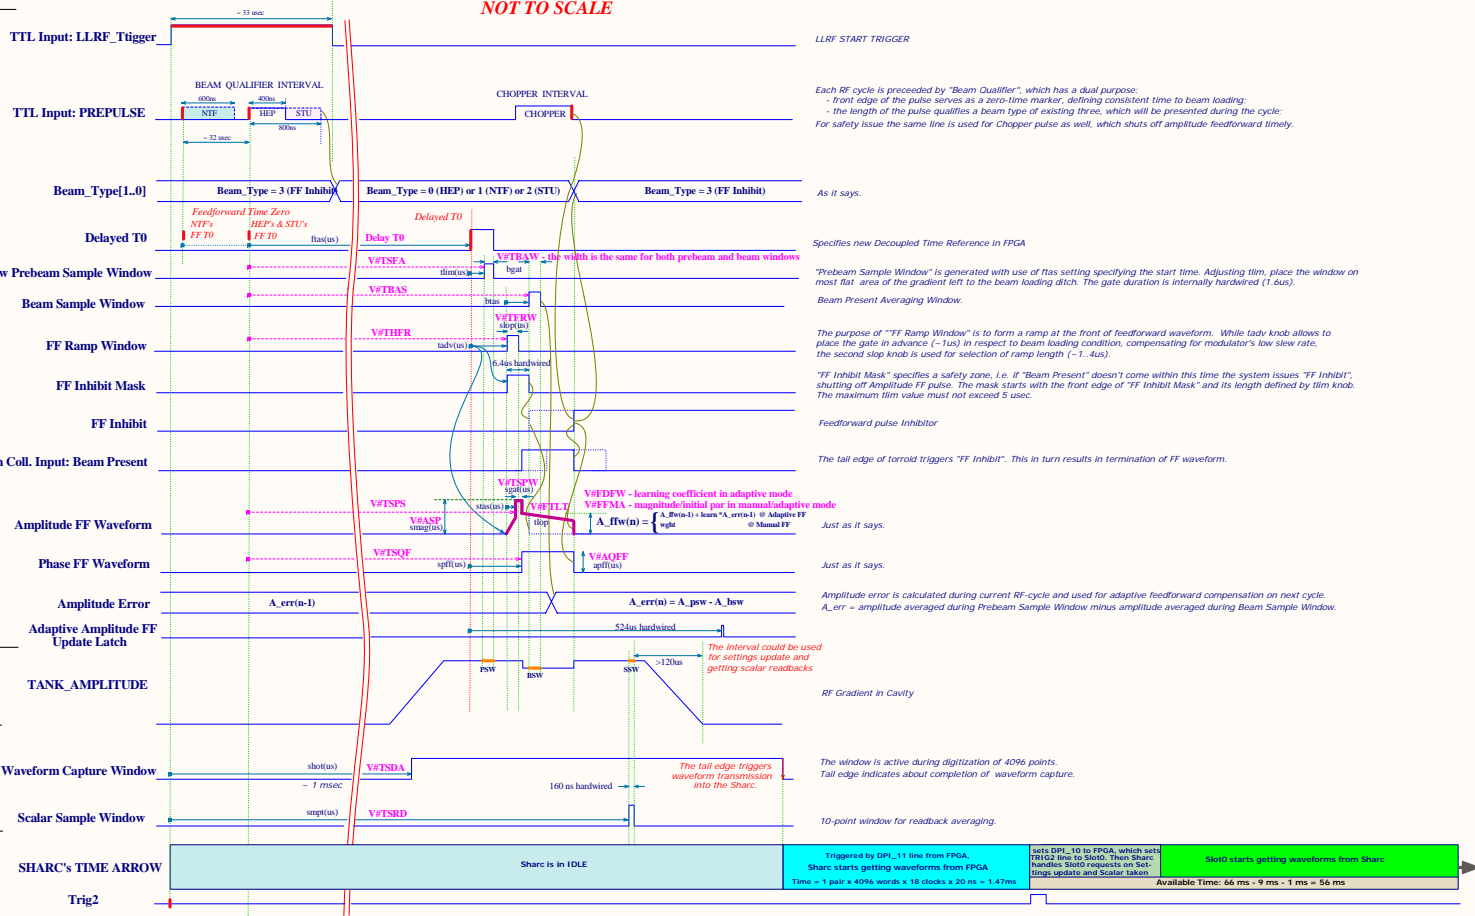 NOT TO SCALE
~ 33 usec
TTL Input: LLRF_Ttigger
LLRF START TRIGGER
BEAM QUALIFIER INTERVAL
600ns
400ns
NTF
HEP
STU
800ns
~ 32 usec
TTL Input: PREPULSE
CHOPPER INTERVAL
CHOPPER
Each RF cycle is preceeded by "Beam Qualifier", which has a dual purpose:
- front edge of the pulse serves as a zero-time marker, defining consistent time to beam loading;
- the length of the pulse qualifies a beam type of existing three, which will be presented during the cycle;
For safety issue the same line is used for Chopper pulse as well, which shuts off amplitude feedforward timely.
Beam_Type[1..0]
Beam_Type = 3 (FF Inhibit)
Beam_Type = 0 (HEP) or 1 (NTF) or 2 (STU)
Beam_Type = 3 (FF Inhibit)
As it says.
Feedforward Time Zero
NTF's
FF T0
HEP's & STU's
FF T0
Delayed T0
Delayed T0
ftas(us)
Delay T0
Specifies new Decoupled Time Reference in FPGA
V#TBAW - the width is the same for both prebeam and beam windows
w Prebeam Sample Window
V#TSFA
tlim(us)
bgat
"Prebeam Sample Window" is generated with use of ftas setting specifying the start time. Adjusting tlim, place the window on
most flat area of the gradient left to the beam loading ditch. The gate duration is internally hardwired (1.6us).
Beam Sample Window
V#TBAS
btas
Beam Present Averaging Window.
V#TFRW
slop(us)
FF Ramp Window
V#THFR
tadv(us)
The purpose of ""FF Ramp Window" is to form a ramp at the front of feedforward waveform. While tadv knob allows to
place the gate in advance (~1us) in respect to beam loading condition, compensating for modulator's low slew rate,
the second slop knob is used for selection of ramp length (~1..4us).
6.4us hardwired
FF Inhibit Mask
"FF Inhibit Mask" specifies a safety zone, i.e. if "Beam Present" doesn't come within this time the system issues "FF Inhibit",
shutting off Amplitude FF pulse. The mask starts with the front edge of "FF Inhibit Mask" and its length defined by tlim knob.
The maximum tlim value must not exceed 5 usec.
FF Inhibit
Feedforward pulse Inhibitor
Coll. Input: Beam Present
The tail edge of torroid triggers "FF Inhibit". This in turn results in termination of FF waveform.
V#TSPW
sgat(us)
V#FDFW - learning coefficient in adaptive mode
V#FFMA - magnitude/initial par in manual/adaptive mode
V#TSPS
stas(us)
V#FTLT
V#ASP
smag(us)
tlop
Amplitude FF Waveform
A_ffw(n) = {
A_ffw(n-1) + learn *A_err(n-1) @ Adaptive FF
wght @ Manual FF
Just as it says.
Phase FF Waveform
V#TSQF
spff(us)
V#AQFF
apff(us)
Just as it says.
Amplitude Error
A_err(n-1)
A_err(n) = A_psw - A_bsw
Amplitude error is calculated during current RF-cycle and used for adaptive feedforward compensation on next cycle.
A_err = amplitude averaged during Prebeam Sample Window minus amplitude averaged during Beam Sample Window.
Adaptive Amplitude FF
Update Latch
524us hardwired
The interval could be used
for settings update and
getting scalar readbacks
>120us
PSW
BSW
SSW
TANK_AMPLITUDE
RF Gradient in Cavity
Waveform Capture Window
shot(us)
V#TSDA
~ 1 msec
The tail edge triggers
waveform transmission
into the Sharc.
The window is active during digitization of 4096 points.
Tail edge indicates about completion of waveform capture.
160 ns hardwired
Scalar Sample Window
smpt(us)
V#TSRD
10-point window for readback averaging.
SHARC's TIME ARROW
Sharc is in IDLE
Triggered by DPI_11 line from FPGA,
Sharc starts getting waveforms from FPGA
Time = 1 pair x 4096 words x 18 clocks x 20 ns = 1.47ms
sets DPI_10 to FPGA, which sets
TRIG2 line to Slot0. Then Sharc
handles Slot0 requests on Set-
tings update and Scalar taken
Slot0 starts getting waveforms from Sharc
Available Time: 66 ms - 9 ms - 1 ms = 56 ms
Trig2